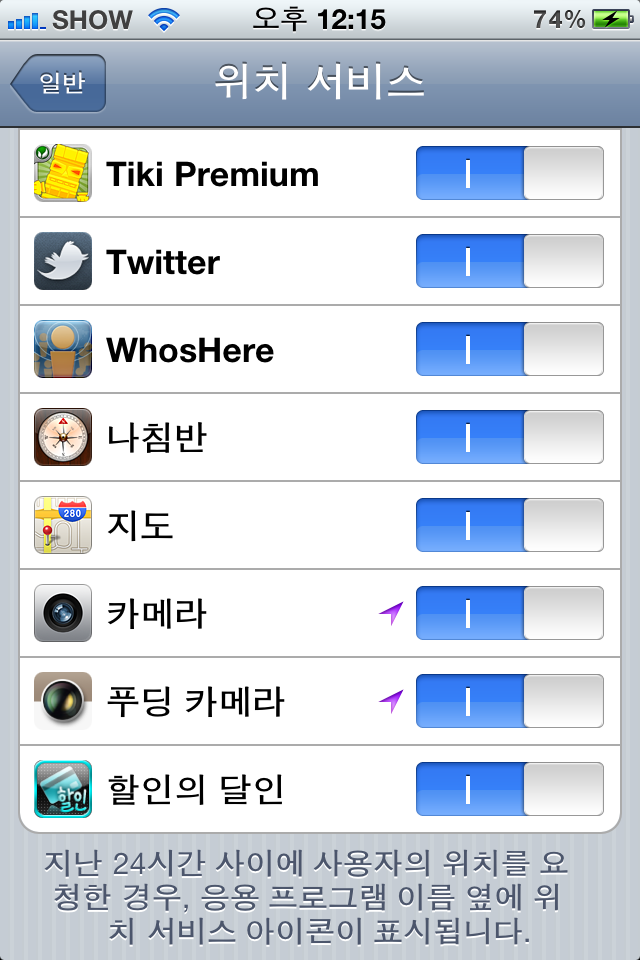 SHOW 오후 12:15 74%
일반 위치 서비스
Tiki Premium
Twitter
WhosHere
나침반
280 지도
카메라
푸딩 카메라
할인 할인의 달인
지난 24시간 사이에 사용자의 위치를 요
청한 경우, 응용 프로그램 이름 옆에 위
치 서비스 아이콘이 표시됩니다.